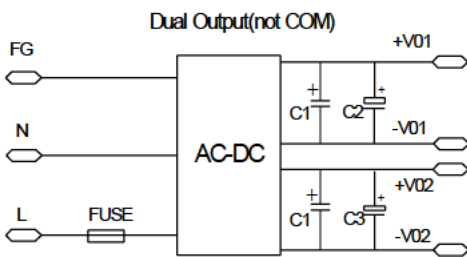 Dual Output(not COM)
FG
+V01
+
+
C1
C2
N
-V01
AC-DC
+V02
+
+
L
FUSE
C1
C3
-V02